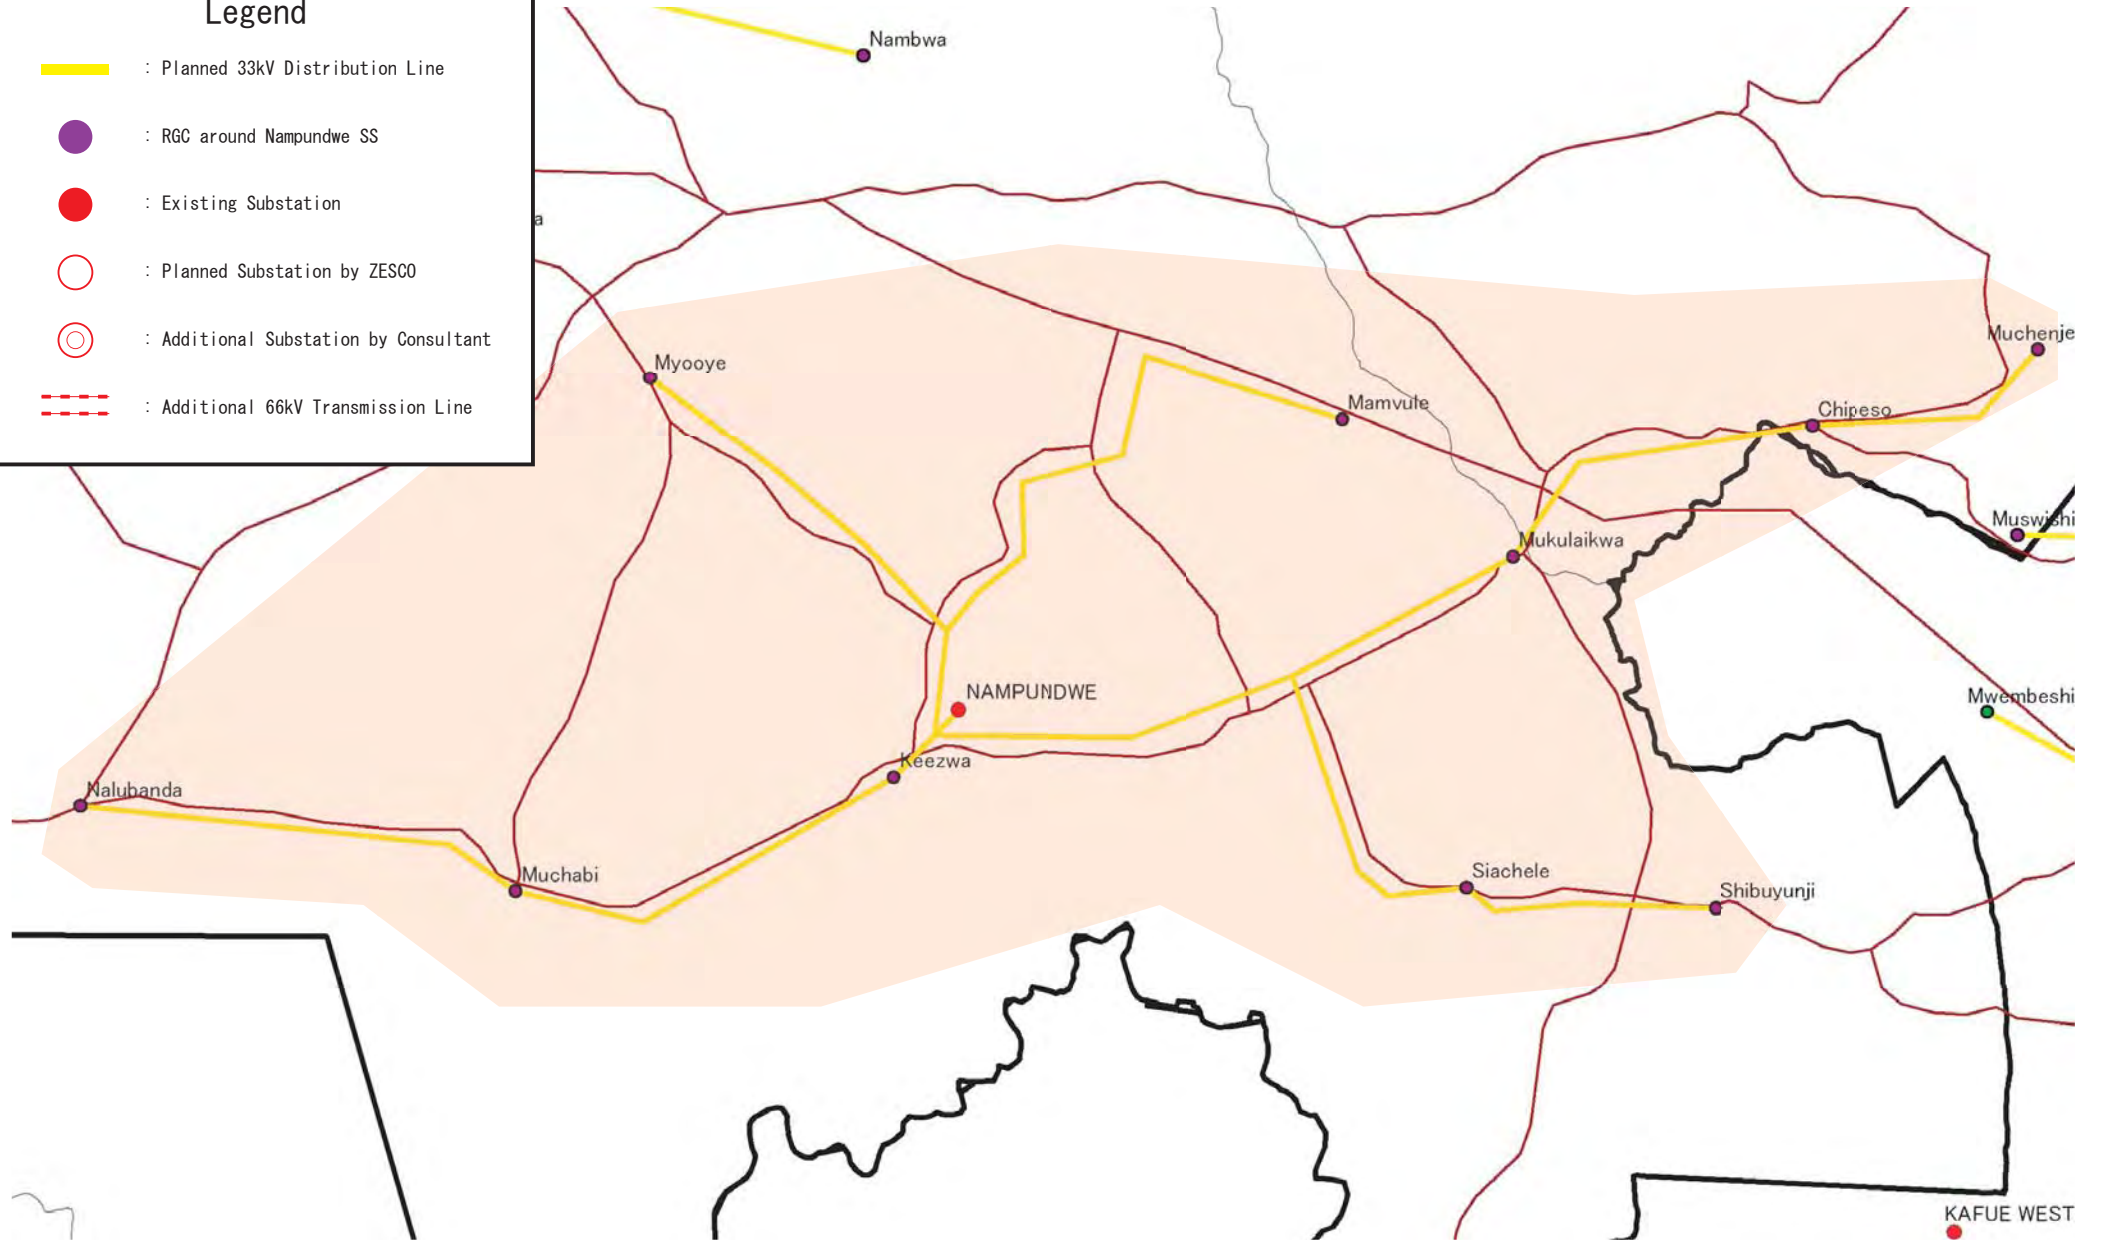 Legend
: Planned 33kV Distribution Line
: RGC around Nampundwe SS
: Existing Substation
: Planned Substation by ZESCO
: Additional Substation by Consultant
: Additional 66kV Transmission Line
Nambwa
a
Myooye
Muchenje
Mamvule
Chipeso
Muswishi
Mukulaikwa
NAMPUNDWE
Mwembeshi
Keezwa
Nalubanda
Muchabi
Siachele
Shibuyunji
KAFUE WEST